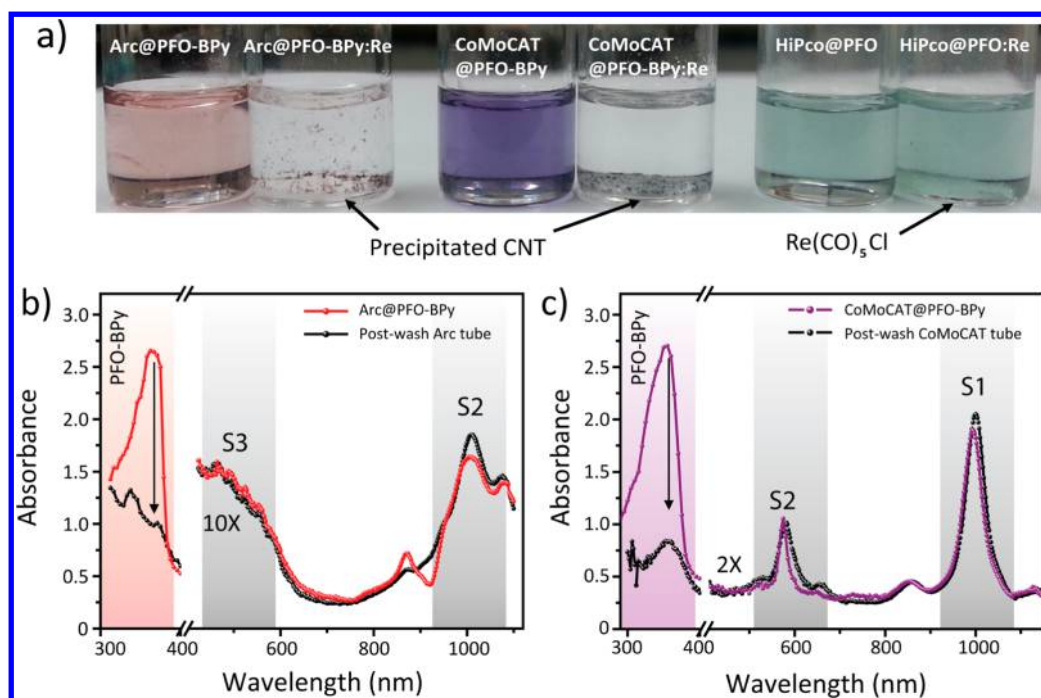 a)
Arc@PFO-BPy
Arc@PFO-BPy:Re
CoMoCAT
@PFO-BPy
CoMoCAT
@PFO-BPy:Re
HiPco@PFO
HiPco@PFO:Re
Precipitated CNT
Re(CO)₅Cl
b)
Absorbance
3.0
2.5
2.0
1.5
1.0
0.5
0
PFO-BPy
Arc@PFO-BPy
Post-wash Arc tube
S3
10X
S2
300 400 600 800 1000
Wavelength (nm)
c)
Absorbance
3.0
2.5
2.0
1.5
1.0
0.5
0
PFO-BPy
CoMoCAT@PFO-BPy
Post-wash CoMoCAT tube
2X
S2
S1
300 400 600 800 1000
Wavelength (nm)